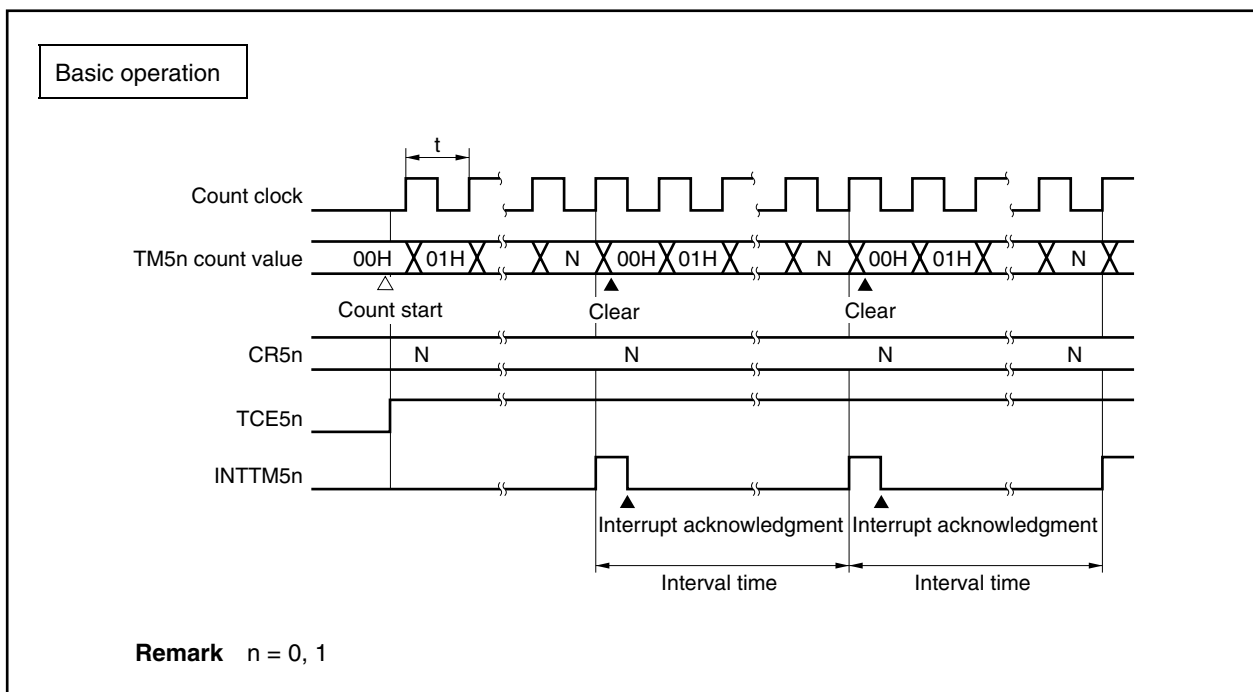 Basic operation
t
Count clock
TM5n count value 00H 01H N 00H 01H N 00H 01H N
Count start Clear Clear
CR5n N N N N
TCE5n
INTTM5n
Interrupt acknowledgment Interrupt acknowledgment
Interval time Interval time
Remark n = 0, 1